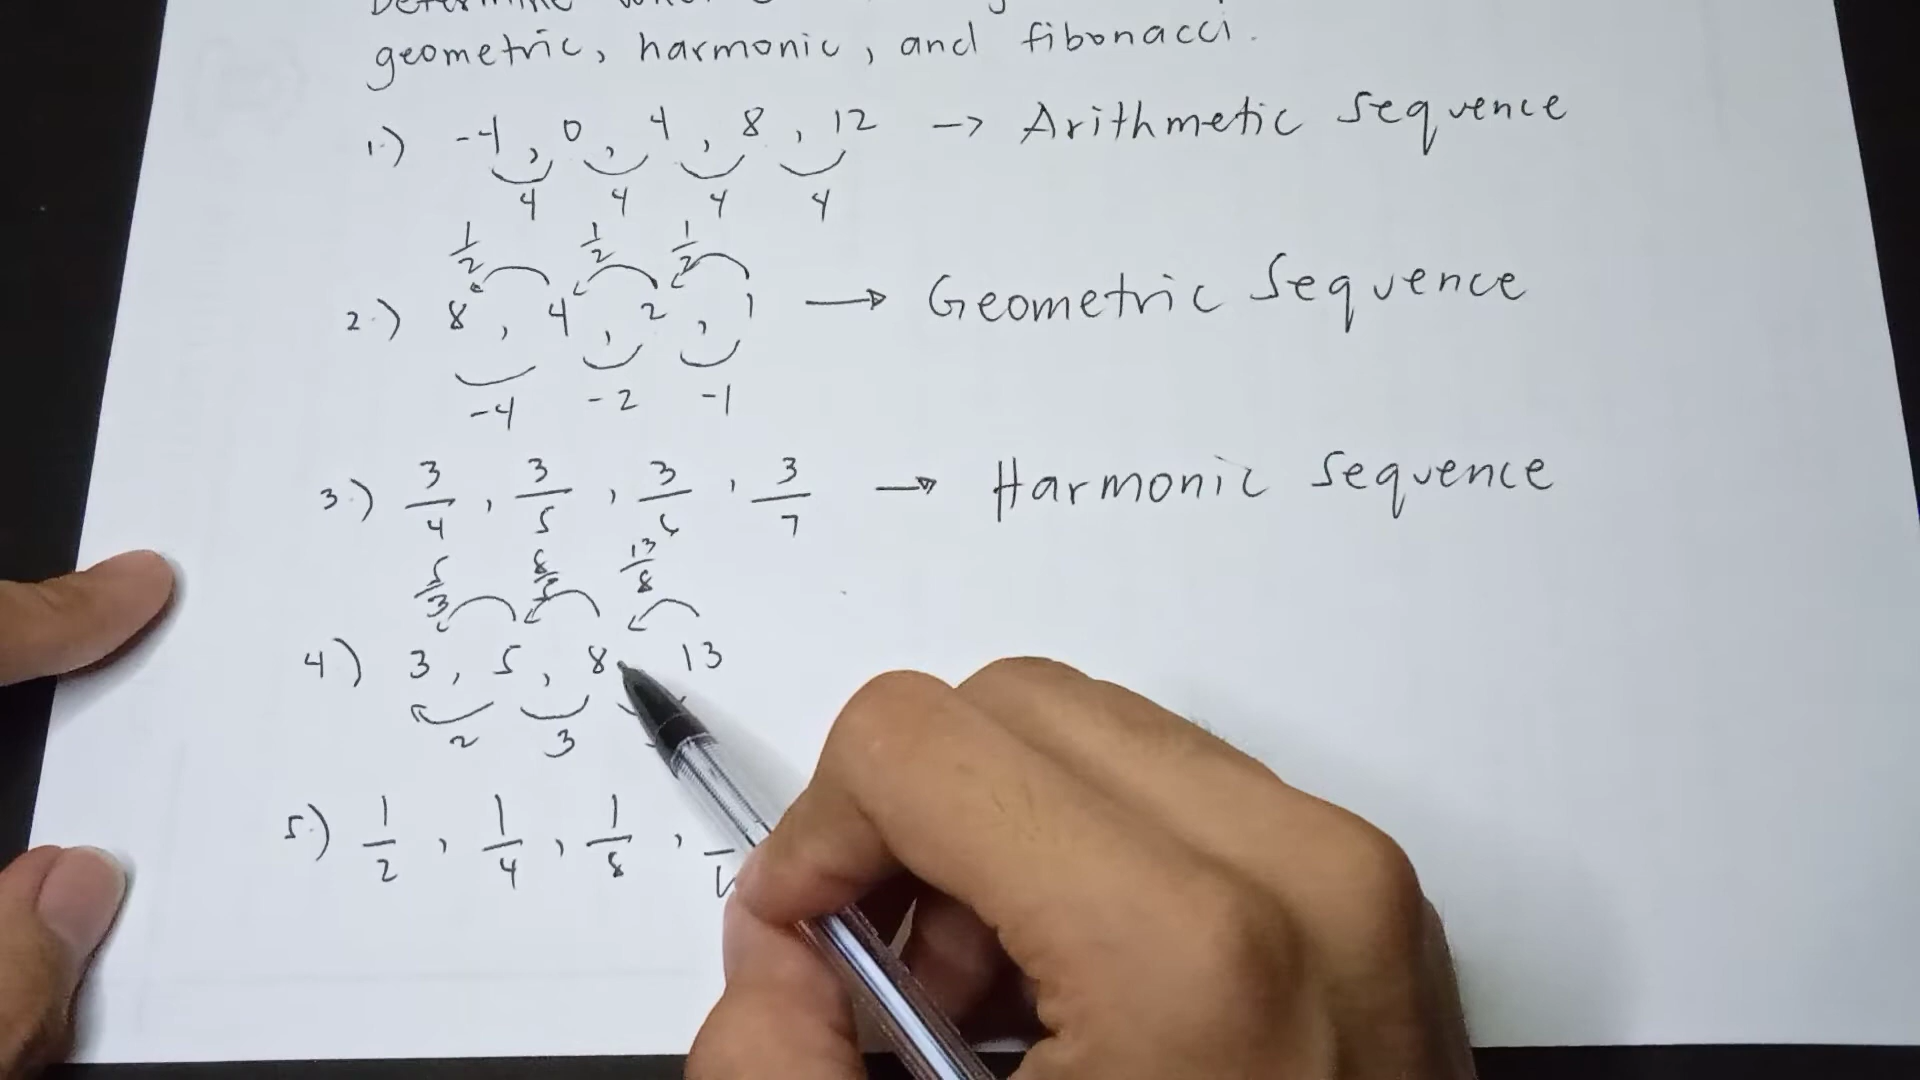 Determine
geometric, harmonic, and fibonacci.
1.) -4, 0, 4, 8, 12 -> Arithmetic Sequence
4 4 4 4
1/2 1/2 1/2
2.) 8, 4, 2, 1 → Geometric Sequence
-4 -2 -1
3.) 3/4, 3/5, 3/6, 3/7 → Harmonic Sequence
5/3 8/5 13/8
4.) 3, 5, 8 13
2 3
5.) 1/2, 1/4, 1/8,